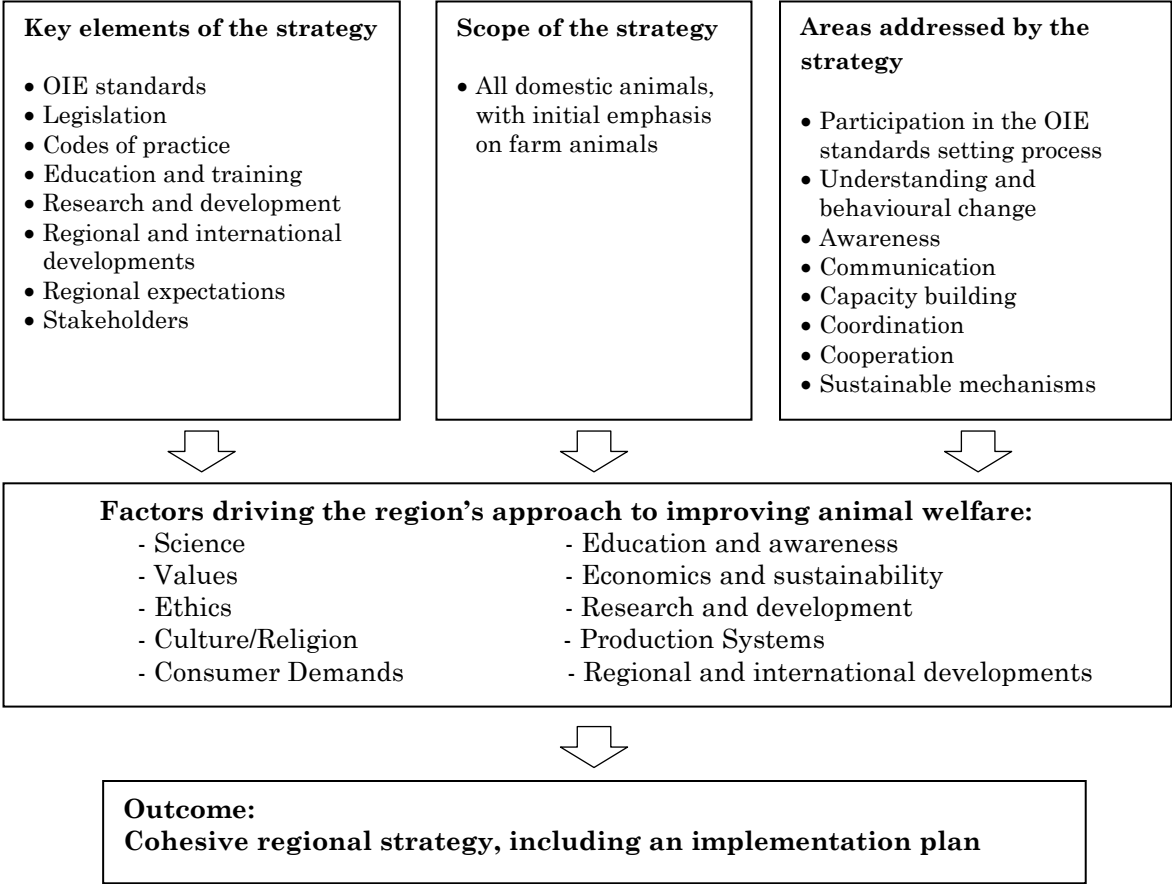 Key elements of the strategy
• OIE standards
• Legislation
• Codes of practice
• Education and training
• Research and development
• Regional and international
developments
• Regional expectations
• Stakeholders
Scope of the strategy
• All domestic animals,
with initial emphasis
on farm animals
Areas addressed by the
strategy
• Participation in the OIE
standards setting process
• Understanding and
behavioural change
• Awareness
• Communication
• Capacity building
• Coordination
• Cooperation
• Sustainable mechanisms
Factors driving the region’s approach to improving animal welfare:
- Science
- Values
- Ethics
- Culture/Religion
- Consumer Demands
- Education and awareness
- Economics and sustainability
- Research and development
- Production Systems
- Regional and international developments
Outcome:
Cohesive regional strategy, including an implementation plan